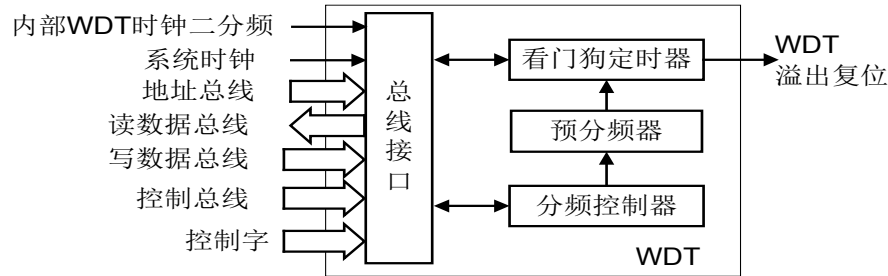 内部WDT时钟二分频
系统时钟
地址总线
读数据总线
写数据总线
控制总线
控制字
总线接口
看门狗定时器
预分频器
分频控制器
WDT
WDT
溢出复位